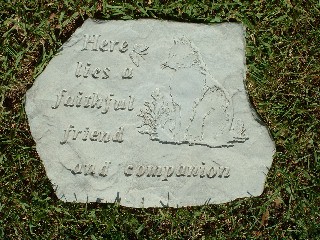 Here
lies a
faithful
friend
and companion